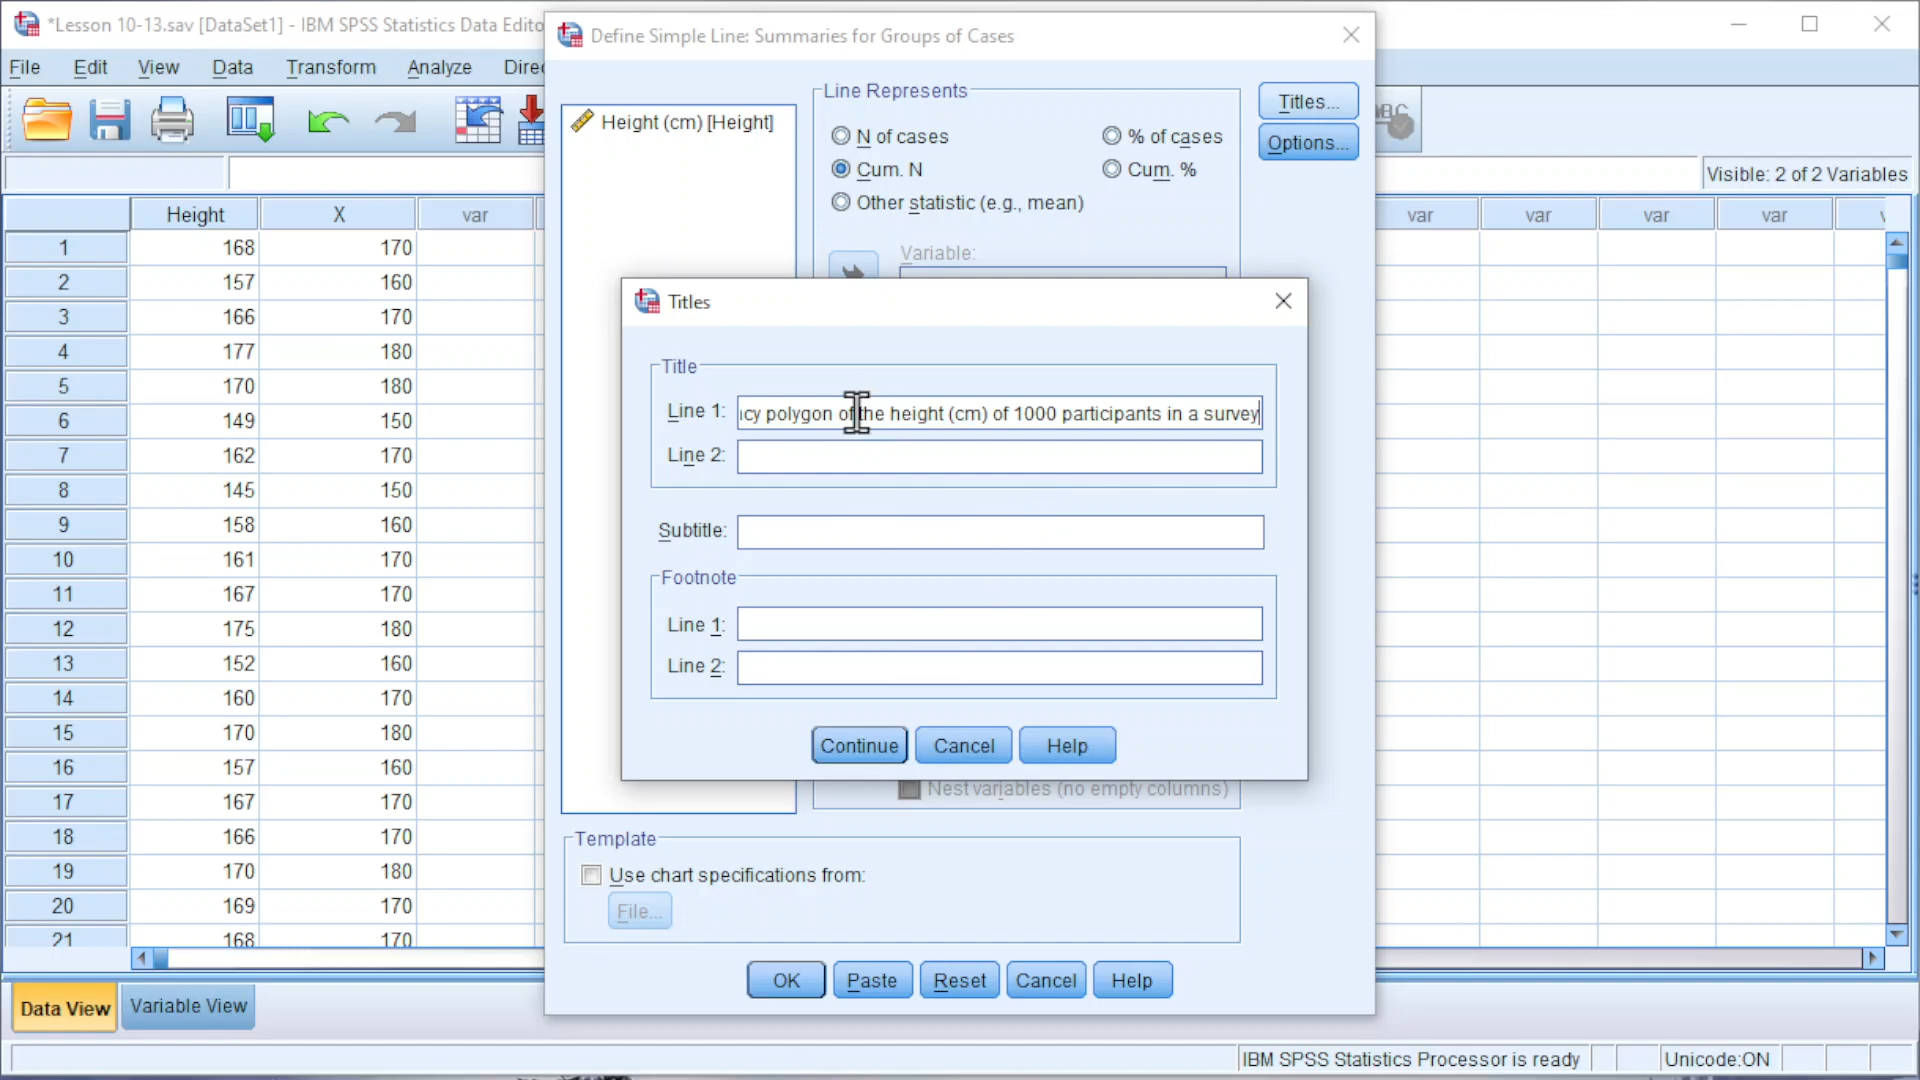 *Lesson 10-13.sav [DataSet1] - IBM SPSS Statistics Data Edito
File Edit View Data Transform Analyze Direc
Visible: 2 of 2 Variables
Height X var var var var var
1 168 170
2 157 160
3 166 170
4 177 180
5 170 180
6 149 150
7 162 170
8 145 150
9 158 160
10 161 170
11 167 170
12 175 180
13 152 160
14 160 170
15 170 180
16 157 160
17 167 170
18 166 170
19 170 180
20 169 170
21 168 170
Data View Variable View
IBM SPSS Statistics Processor is ready Unicode:ON
Define Simple Line: Summaries for Groups of Cases
Height (cm) [Height]
Line Represents
N of cases % of cases
Cum. N Cum. %
Other statistic (e.g., mean)
Variable:
Titles...
Options...
Titles
Title
Line 1: ncy polygon of the height (cm) of 1000 participants in a survey
Line 2:
Subtitle:
Footnote
Line 1:
Line 2:
Continue Cancel Help
Nest variables (no empty columns)
Template
Use chart specifications from:
File...
OK Paste Reset Cancel Help